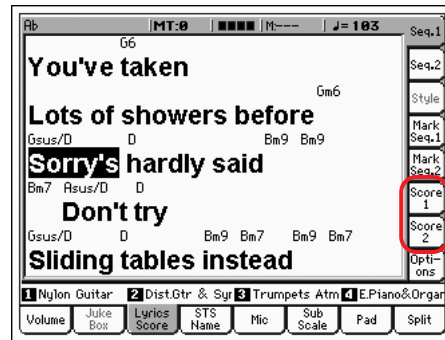 Ab MT:0 M:--- ♩=103 Seq.1
G6
You've taken
Seq.2
Gm6
Style
Lots of showers before
Mark Seq.1
Gsus/D D Bm9 Bm9
Sorry's hardly said
Mark Seq.2
Bm7 Asus/D D
Score 1
Don't try
Gsus/D D Bm9 Bm7 Bm9 Bm7
Score 2
Sliding tables instead
Opti-
ons
1 Nylon Guitar 2 Dist.Gtr & Syr 3 Trumpets Atm 4 E.Piano&Organ
Volume Juke Box Lyrics Score STS Name Mic Sub Scale Pad Split